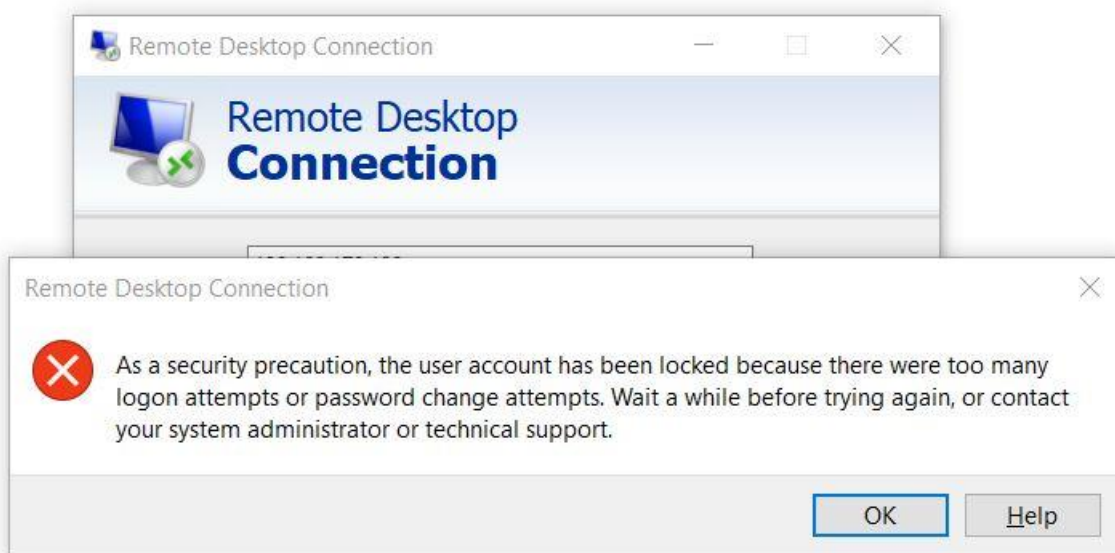 Remote Desktop Connection
Remote Desktop
Connection
Remote Desktop Connection
As a security precaution, the user account has been locked because there were too many
logon attempts or password change attempts. Wait a while before trying again, or contact
your system administrator or technical support.
OK
Help